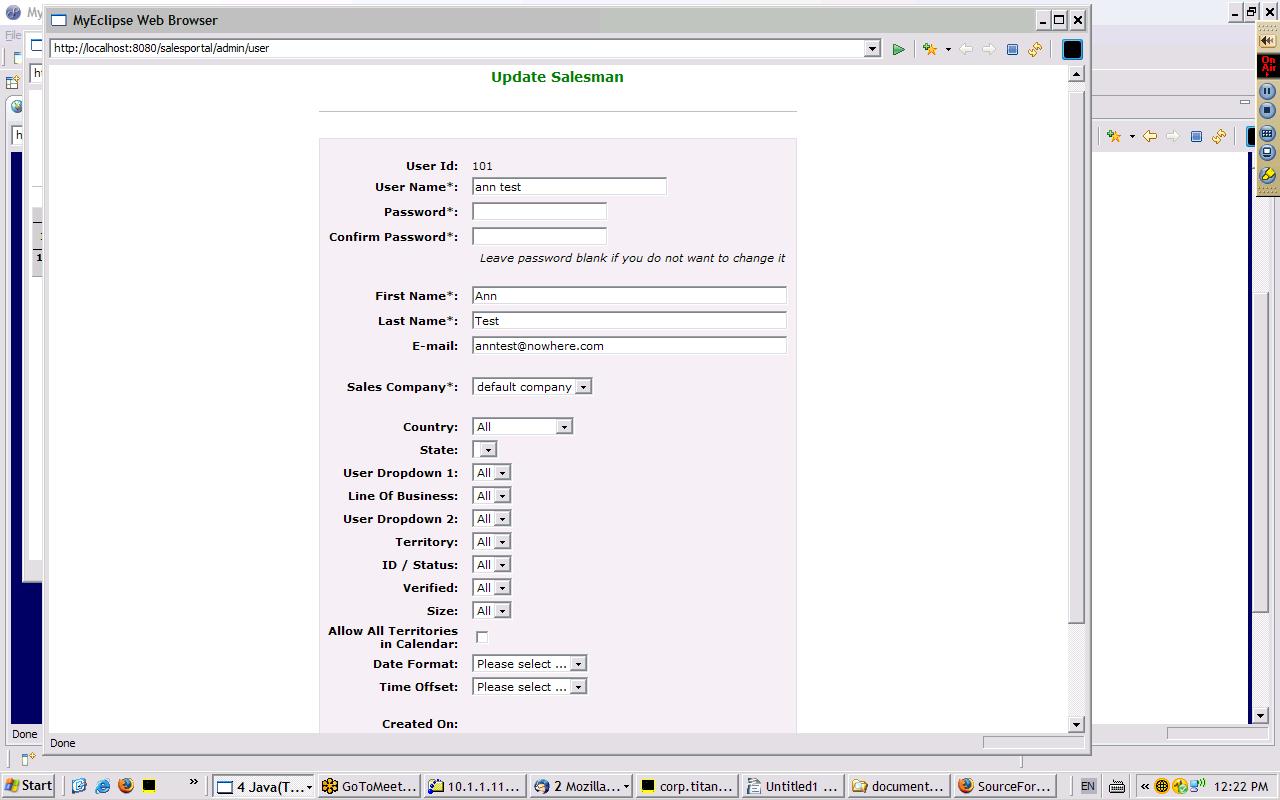 MyEclipse Web Browser
http://localhost:8080/salesportal/admin/user
Update Salesman
User Id: 101
User Name*: ann test
Password*:
Confirm Password*:
Leave password blank if you do not want to change it
First Name*: Ann
Last Name*: Test
E-mail: anntest@nowhere.com
Sales Company*: default company
Country: All
State:
User Dropdown 1: All
Line Of Business: All
User Dropdown 2: All
Territory: All
ID / Status: All
Verified: All
Size: All
Allow All Territories
in Calendar:
Date Format: Please select ...
Time Offset: Please select ...
Created On:
Done
Done
My
File
On
Air
Start
4 Java(T...
GoToMeet...
10.1.1.11...
2 Mozilla...
corp.titan...
Untitled1 ...
document...
SourceFor...
EN
12:22 PM